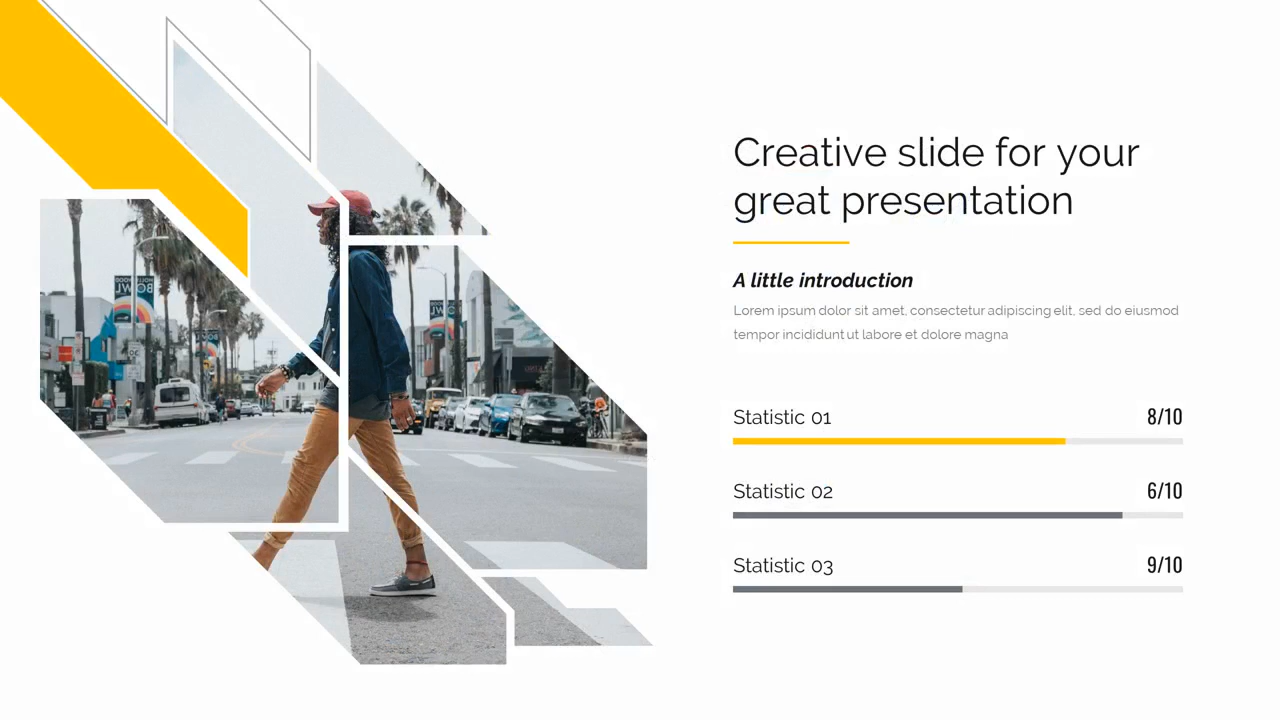 Creative slide for your
great presentation
A little introduction
Lorem ipsum dolor sit amet, consectetur adipiscing elit, sed do eiusmod
tempor incididunt ut labore et dolore magna
Statistic 01 8/10
Statistic 02 6/10
Statistic 03 9/10